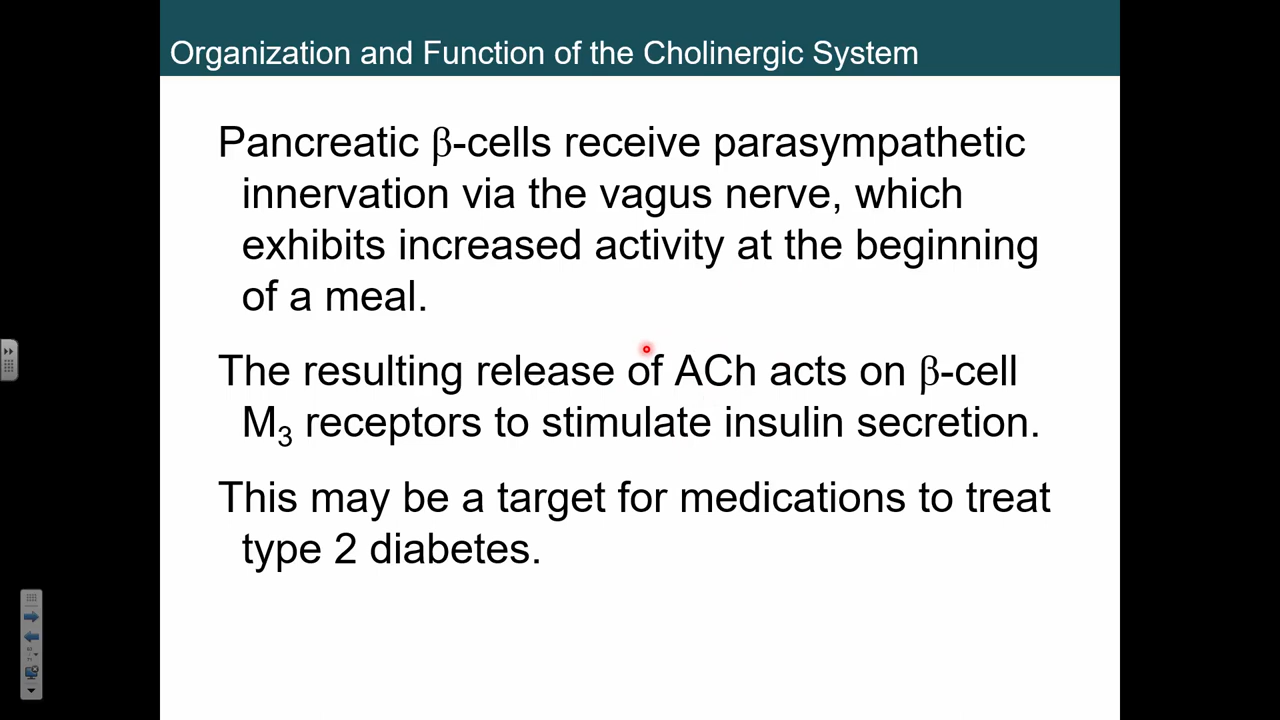 Organization and Function of the Cholinergic System
Pancreatic β-cells receive parasympathetic
innervation via the vagus nerve, which
exhibits increased activity at the beginning
of a meal.
The resulting release of ACh acts on β-cell
M₃ receptors to stimulate insulin secretion.
This may be a target for medications to treat
type 2 diabetes.